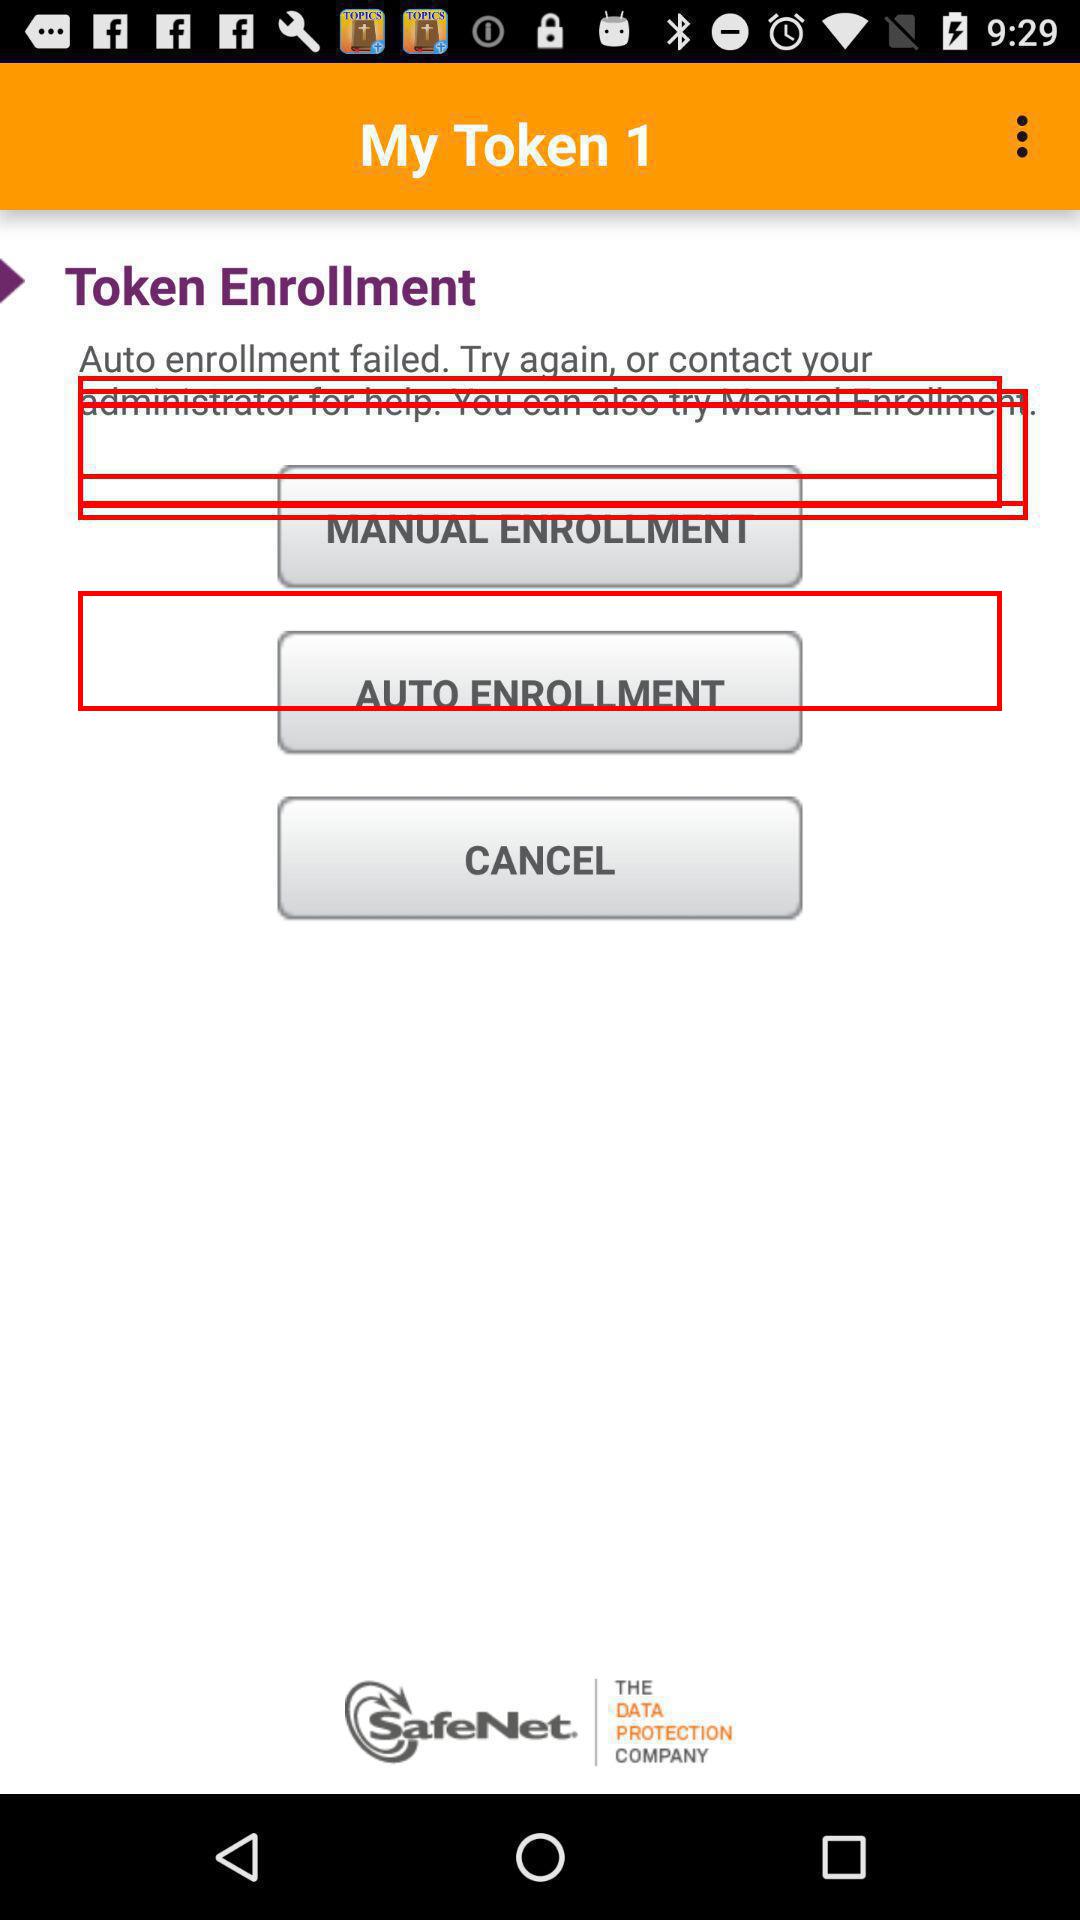 TOPICS TOPICS 9:29
My Token 1
Token Enrollment
Auto enrollment failed. Try again, or contact your
administrator for help. You can also try Manual Enrollment.
MANUAL ENROLLMENT
AUTO ENROLLMENT
CANCEL
SafeNet.
THE
DATA
PROTECTION
COMPANY